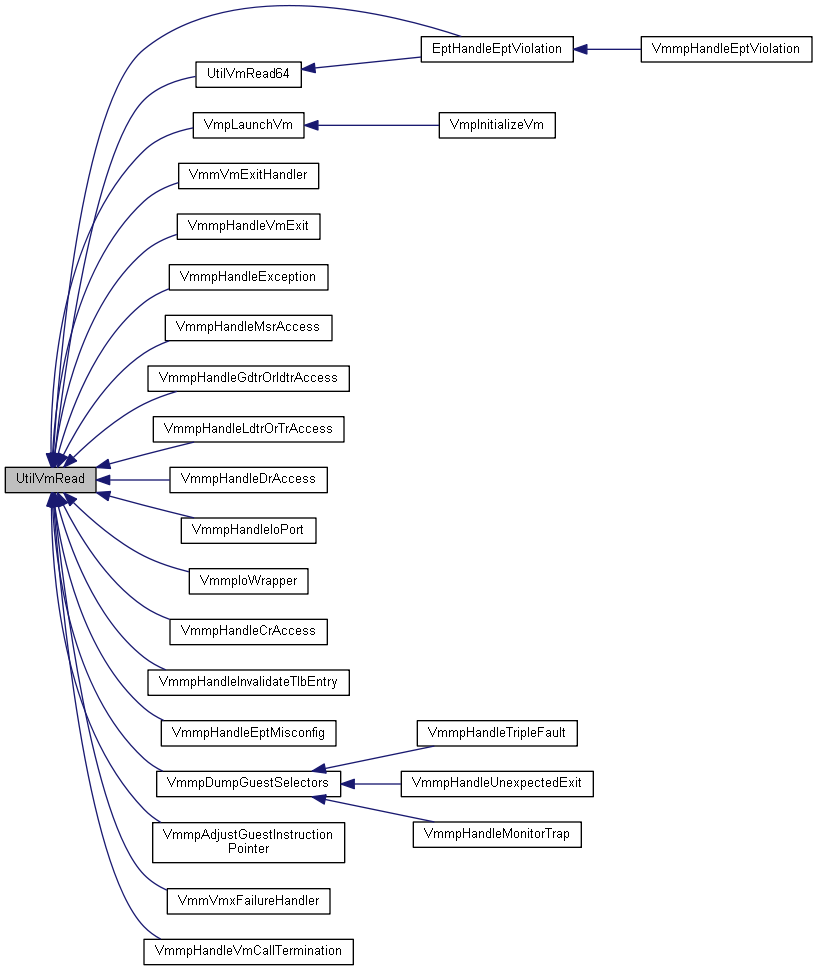 EptHandleEptViolation
VmmpHandleEptViolation
UtilVmRead64
VmpLaunchVm
VmpInitializeVm
VmmVmExitHandler
VmmpHandleVmExit
VmmpHandleException
VmmpHandleMsrAccess
VmmpHandleGdtrOrIdtrAccess
VmmpHandleLdtrOrTrAccess
UtilVmRead
VmmpHandleDrAccess
VmmpHandleIoPort
VmmpIoWrapper
VmmpHandleCrAccess
VmmpHandleInvalidateTlbEntry
VmmpHandleEptMisconfig
VmmpHandleTripleFault
VmmpDumpGuestSelectors
VmmpHandleUnexpectedExit
VmmpHandleMonitorTrap
VmmpAdjustGuestInstruction
Pointer
VmmVmxFailureHandler
VmmpHandleVmCallTermination